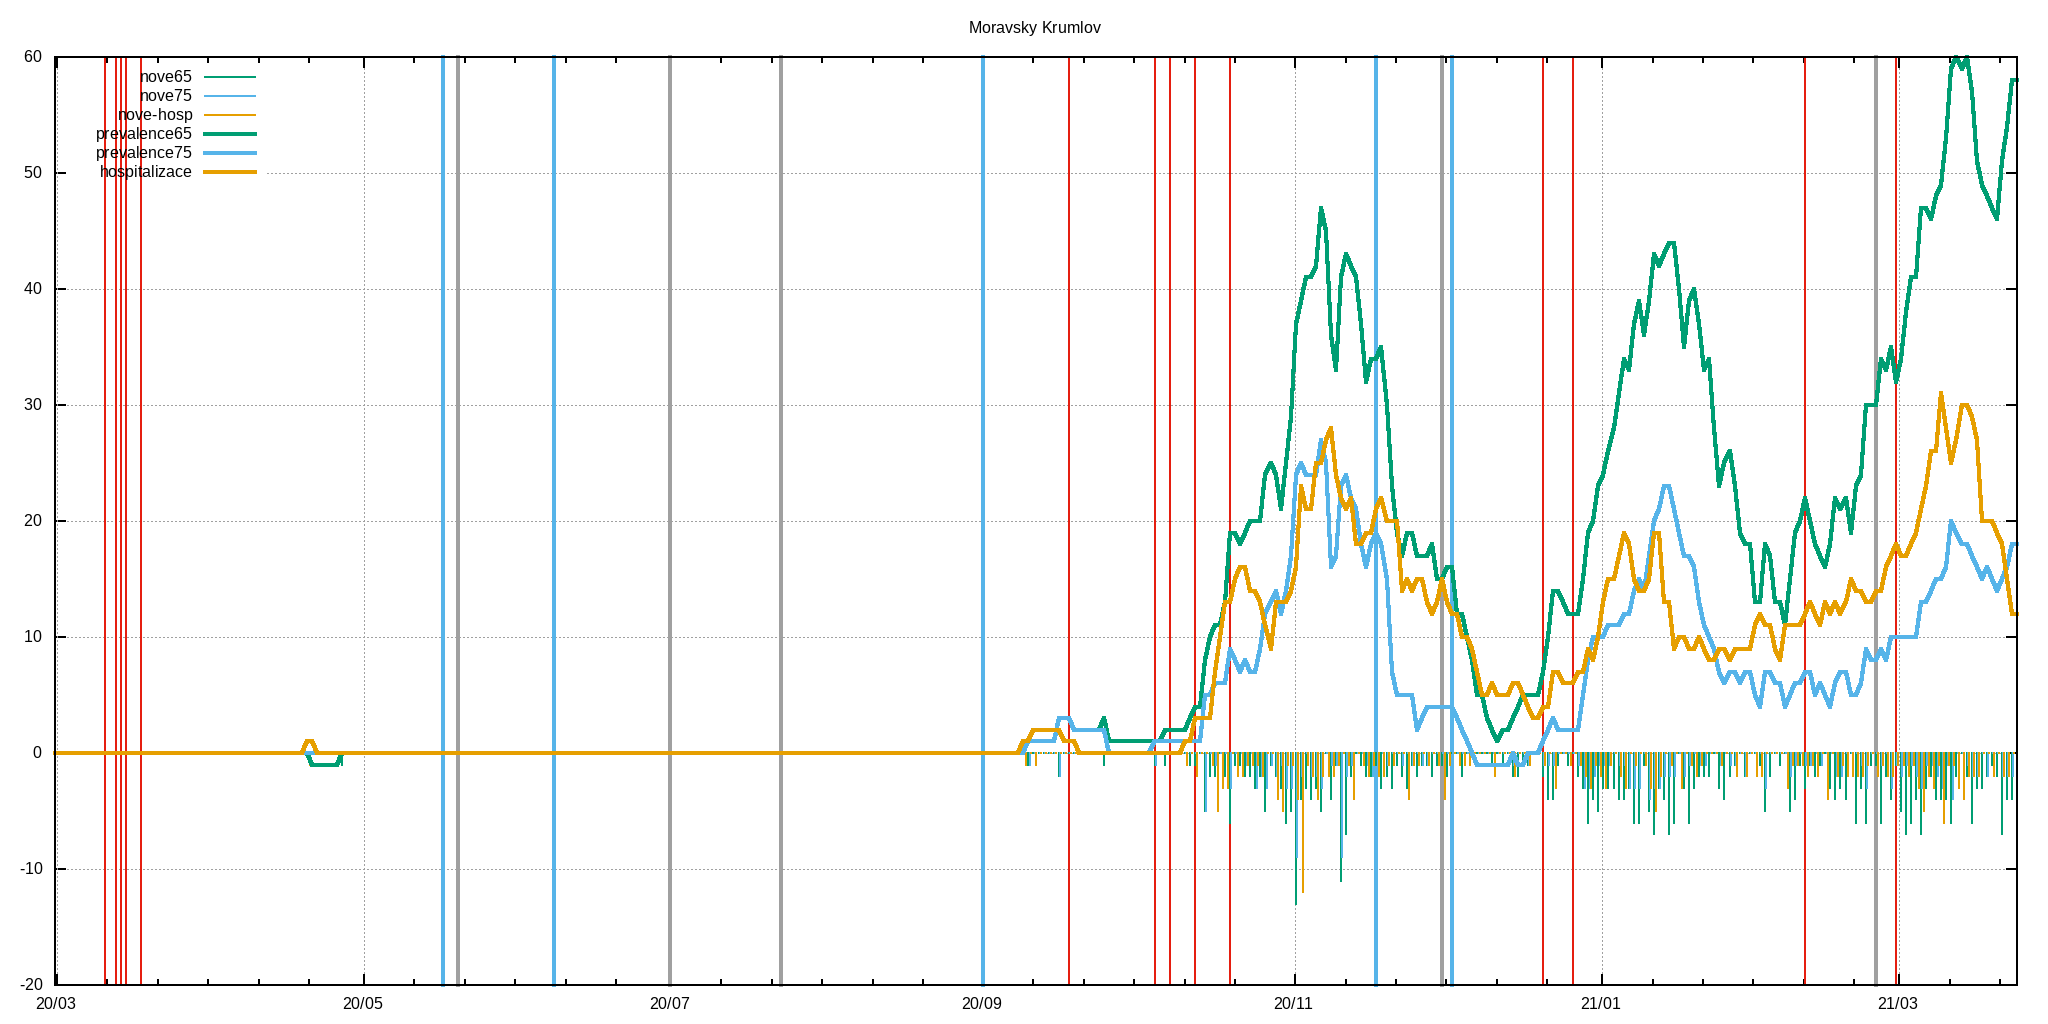 Moravsky Krumlov
60
nove65
nove75
nove-hosp
prevalence65
prevalence75
hospitalizace
50
40
30
20
10
0
-10
-20
20/03 20/05 20/07 20/09 20/11 21/01 21/03